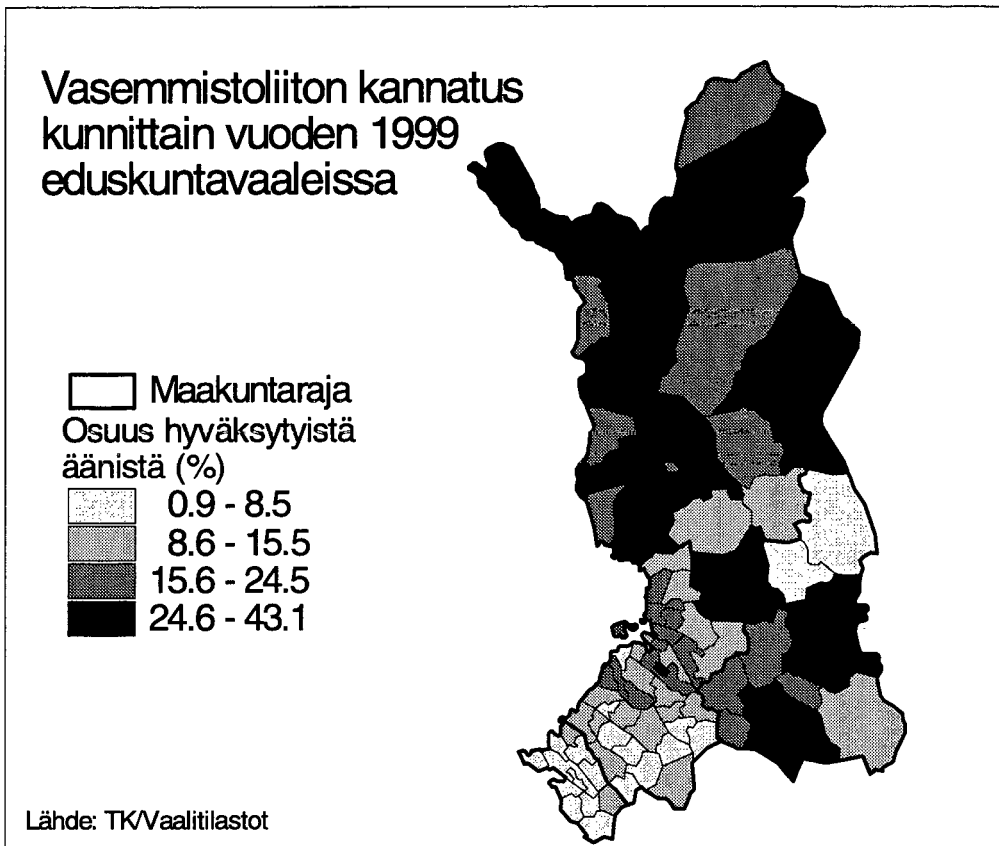 Vasemmistoliiton kannatus
kunnittain vuoden 1999
eduskuntavaaleissa
Maakuntaraja
Osuus hyväksytyistä
äänistä (%)
0.9 - 8.5
8.6 - 15.5
15.6 - 24.5
24.6 - 43.1
Lähde: TK/Vaalitilastot